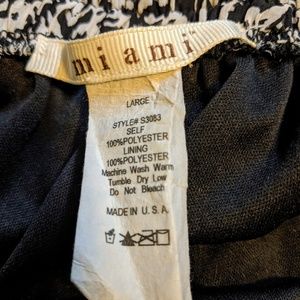 miami
LARGE
STYLE# S3083
SELF
100%POLYESTER
LINING
100%POLYESTER
Machine Wash Warm
Tumble Dry Low
Do Not Bleach
MADE IN U.S.A.